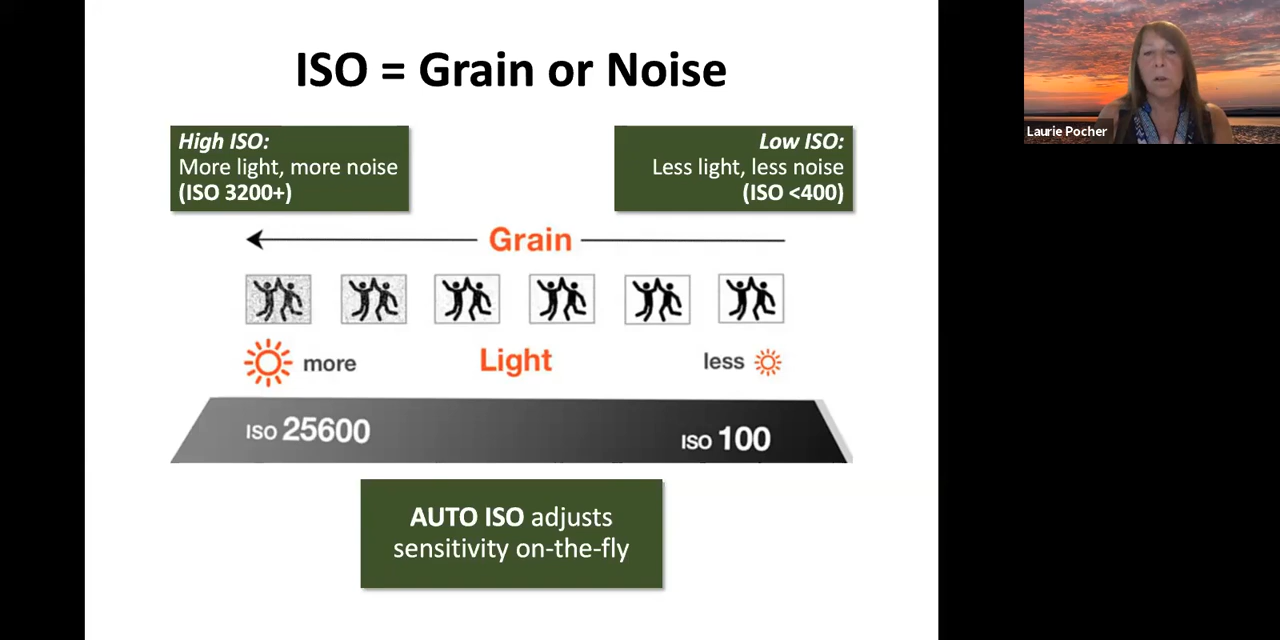 ISO = Grain or Noise
High ISO:
More light, more noise
(ISO 3200+)
Low ISO:
Less light, less noise
(ISO <400)
Grain
more
Light
less
ISO 25600
ISO 100
AUTO ISO adjusts
sensitivity on-the-fly
Laurie Pocher